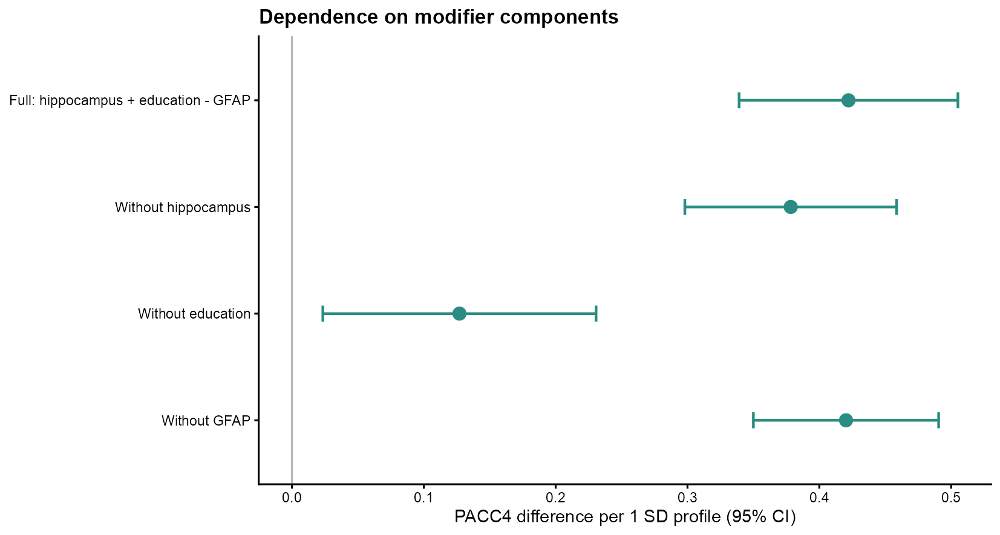 Dependence on modifier components
Full: hippocampus + education - GFAP
Without hippocampus
Without education
Without GFAP
0.0 0.1 0.2 0.3 0.4 0.5
PACC4 difference per 1 SD profile (95% CI)